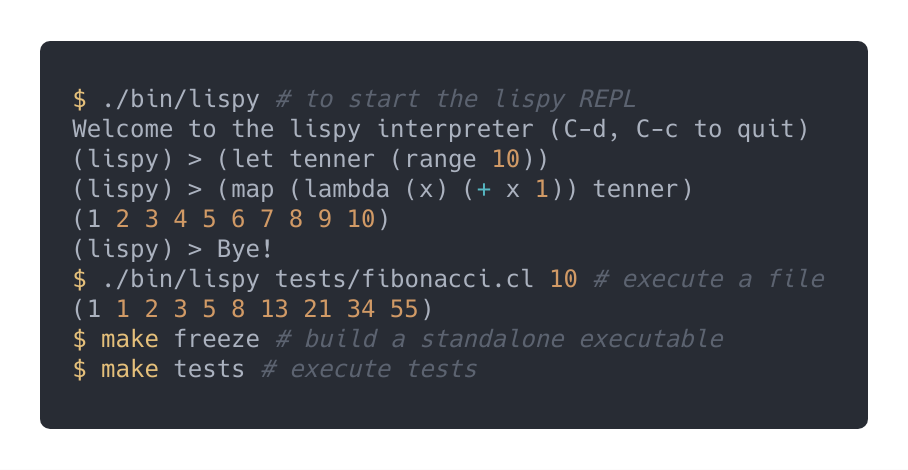 $ ./bin/lispy # to start the lispy REPL
Welcome to the lispy interpreter (C-d, C-c to quit)
(lispy) > (let tenner (range 10))
(lispy) > (map (lambda (x) (+ x 1)) tenner)
(1 2 3 4 5 6 7 8 9 10)
(lispy) > Bye!
$ ./bin/lispy tests/fibonacci.cl 10 # execute a file
(1 1 2 3 5 8 13 21 34 55)
$ make freeze # build a standalone executable
$ make tests # execute tests